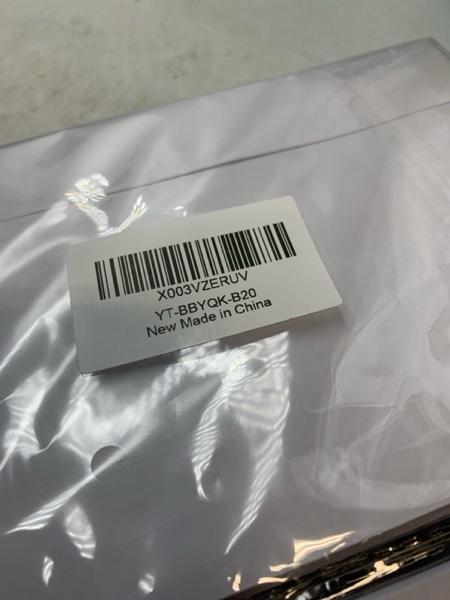 X003VZERUV
YT-BBYQK-B20
New Made in China